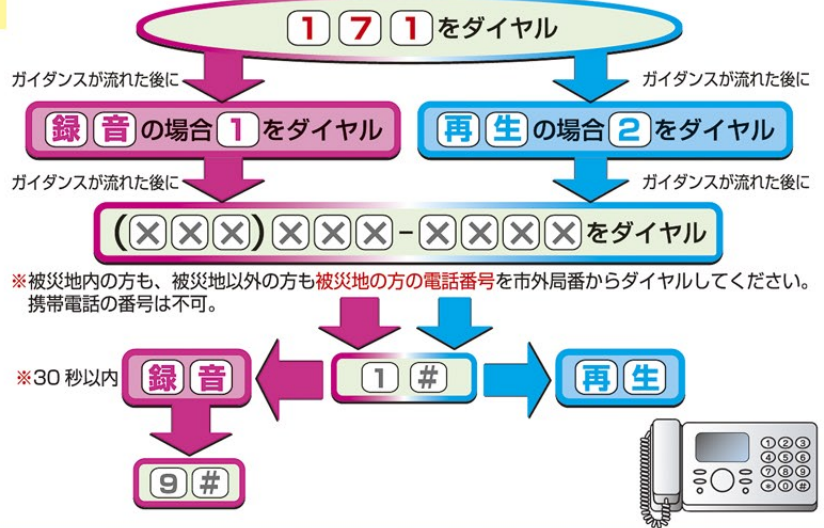 171をダイヤル
ガイダンスが流れた後に
ガイダンスが流れた後に
録音の場合1をダイヤル
再生の場合2をダイヤル
ガイダンスが流れた後に
ガイダンスが流れた後に
(×××)×××-××××をダイヤル
※被災地内の方も、被災地以外の方も被災地の方の電話番号を市外局番からダイヤルしてください。
携帯電話の番号は不可。
※30秒以内
録音
1#
再生
9#
123
456
789
*0#